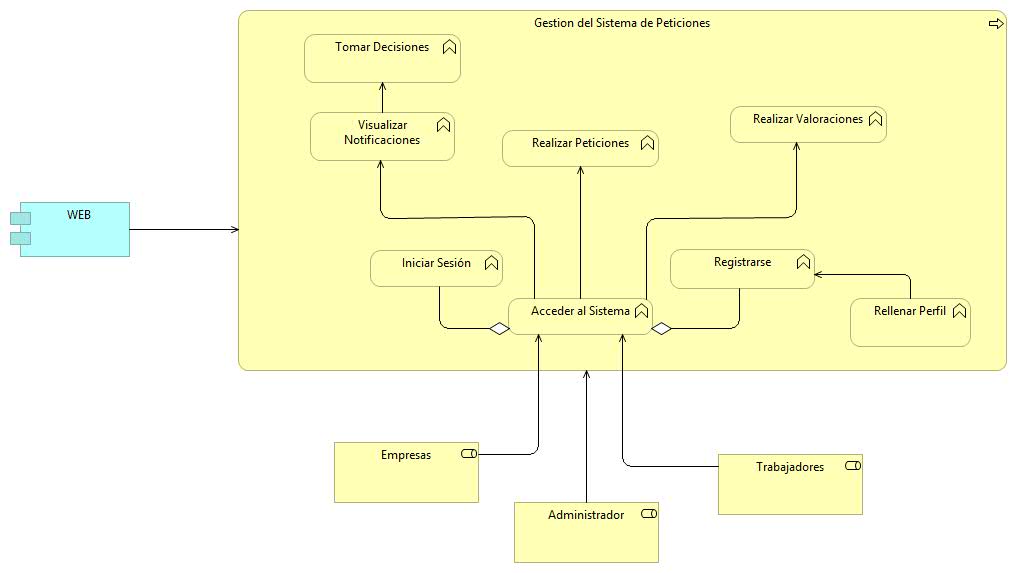 Gestion del Sistema de Peticiones
Tomar Decisiones
Visualizar
Notificaciones
Realizar Peticiones
Realizar Valoraciones
WEB
Iniciar Sesión
Registrarse
Acceder al Sistema
Rellenar Perfil
Empresas
Trabajadores
Administrador